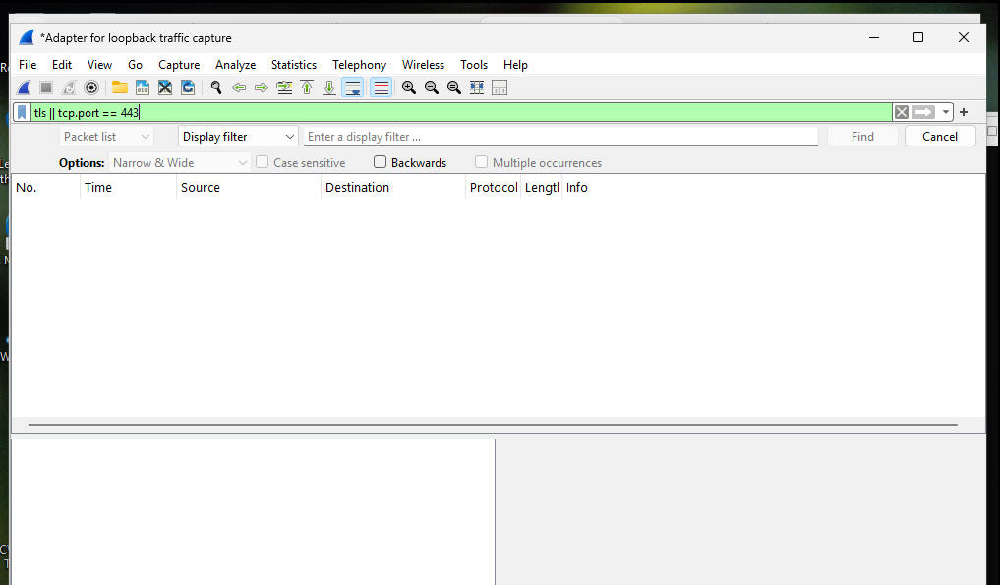 *Adapter for loopback traffic capture
File Edit View Go Capture Analyze Statistics Telephony Wireless Tools Help
tls || tcp.port == 443
Packet list Display filter Enter a display filter ... Find Cancel
Options: Narrow & Wide Case sensitive Backwards Multiple occurrences
No. Time Source Destination Protocol Lengtl Info